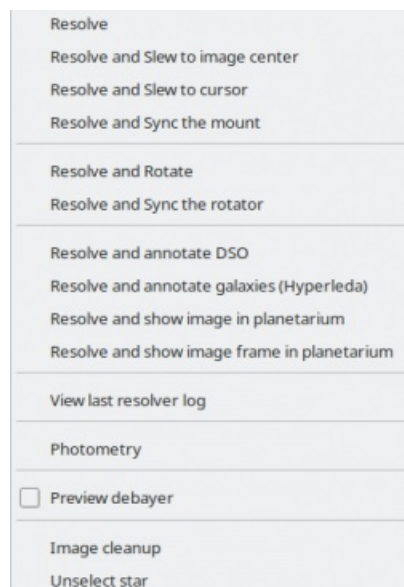 Resolve
Resolve and Slew to image center
Resolve and Slew to cursor
Resolve and Sync the mount
Resolve and Rotate
Resolve and Sync the rotator
Resolve and annotate DSO
Resolve and annotate galaxies (Hyperleda)
Resolve and show image in planetarium
Resolve and show image frame in planetarium
View last resolver log
Photometry
Preview debayer
Image cleanup
Unselect star